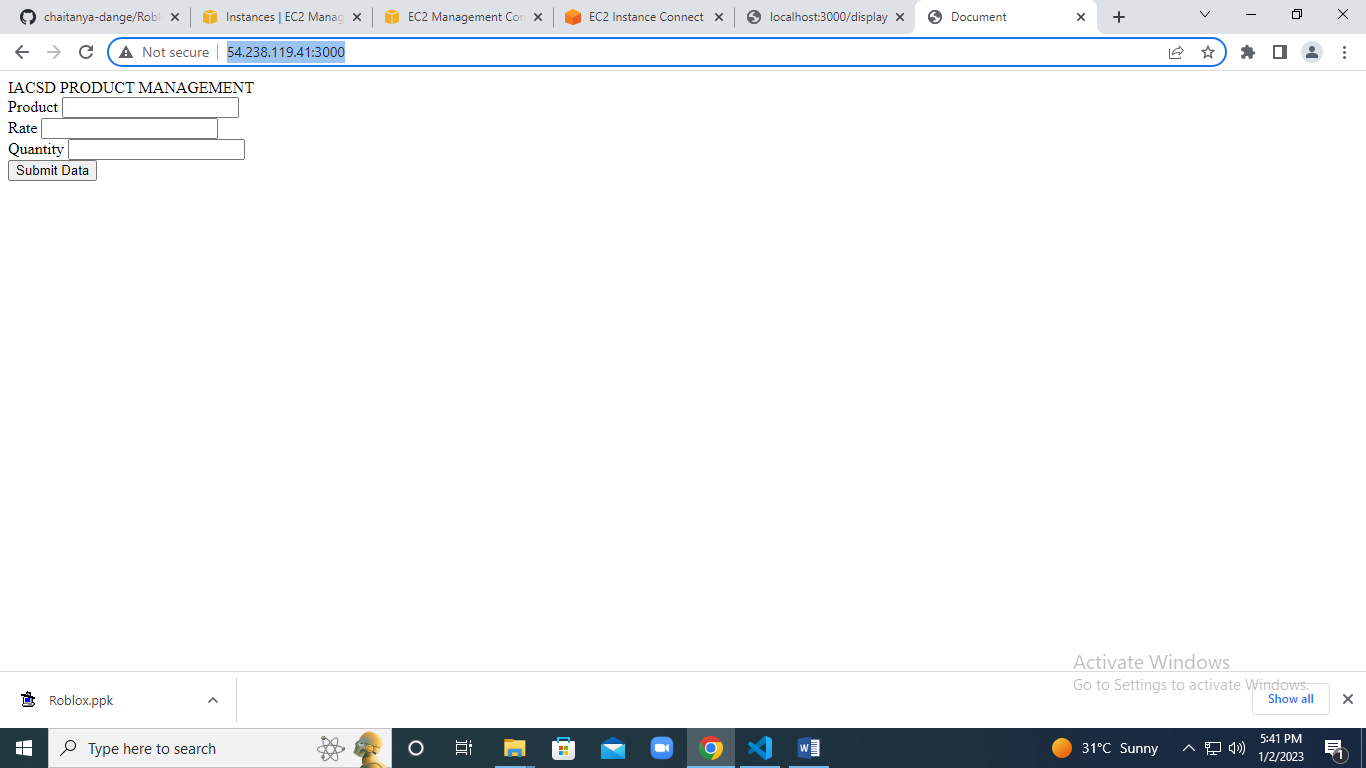 chaitanya-dange/Robl
Instances | EC2 Manag
EC2 Management Con
EC2 Instance Connect
localhost:3000/display
Document
Not secure
54.238.119.41:3000
IACSD PRODUCT MANAGEMENT
Product
Rate
Quantity
Submit Data
Activate Windows
Go to Settings to activate Windows.
Roblox.ppk
Show all
Type here to search
31°C Sunny
5:41 PM
1/2/2023
1